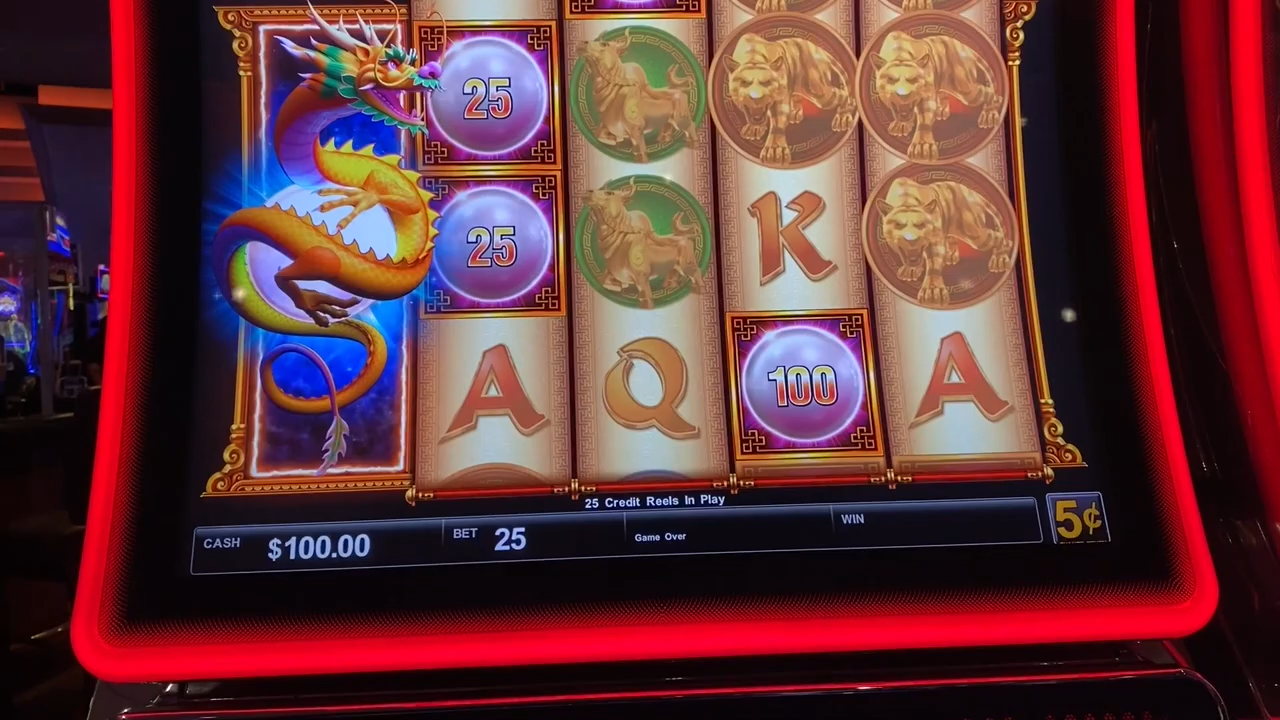 25
25
K
A
Q
100
A
25 Credit Reels In Play
CASH $100.00 BET 25 Game Over WIN 5¢